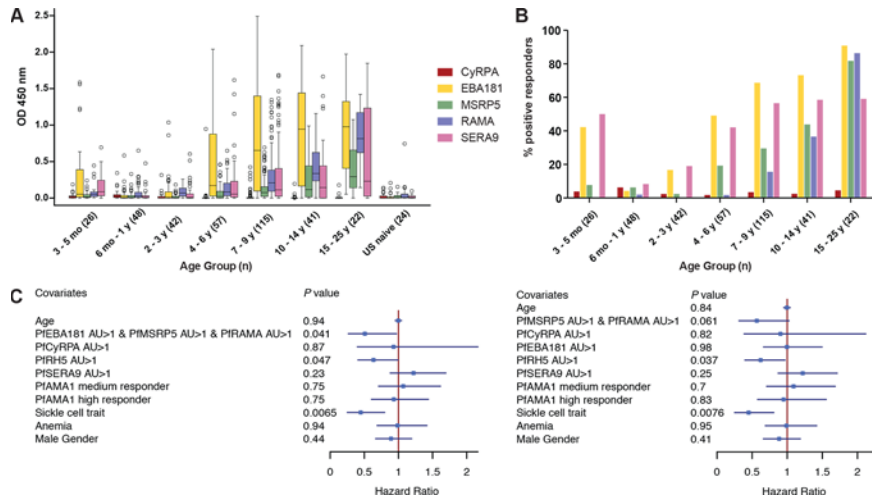 A
B
OD 450 nm
2.5
2.0
1.5
1.0
0.5
0.0
3 - 5 mo (26)
6 mo - 1 y (48)
2 - 3 y (42)
4 - 6 y (57)
7 - 9 y (115)
10 - 14 y (41)
15 - 25 y (22)
US naive (24)
Age Group (n)
CyRPA
EBA181
MSRP5
RAMA
SERA9
% positive responders
100
80
60
40
20
0
3 - 5 mo (26)
6 mo - 1 y (48)
2 - 3 y (42)
4 - 6 y (57)
7 - 9 y (115)
10 - 14 y (41)
15 - 25 y (22)
Age Group (n)
C
Covariates P value
Age 0.94
PfEBA181 AU>1 & PfMSRP5 AU>1 & PfRAMA AU>1 0.041
PfCyRPA AU>1 0.87
PfRH5 AU>1 0.047
PfSERA9 AU>1 0.23
PfAMA1 medium responder 0.75
PfAMA1 high responder 0.75
Sickle cell trait 0.0065
Anemia 0.94
Male Gender 0.44
0 0.5 1 1.5 2
Hazard Ratio
Covariates P value
Age 0.84
PfMSRP5 AU>1 & PfRAMA AU>1 0.061
PfCyRPA AU>1 0.82
PfEBA181 AU>1 0.98
PfRH5 AU>1 0.037
PfSERA9 AU>1 0.25
PfAMA1 medium responder 0.7
PfAMA1 high responder 0.83
Sickle cell trait 0.0076
Anemia 0.95
Male Gender 0.41
0 0.5 1 1.5 2
Hazard Ratio